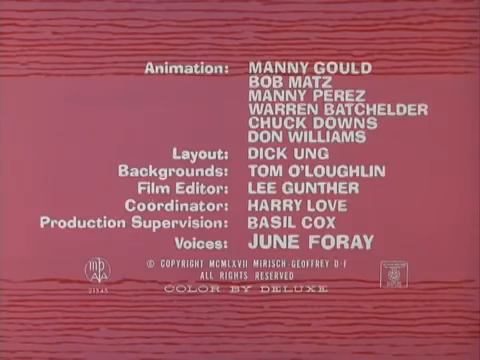 Animation: MANNY GOULD
BOB MATZ
MANNY PEREZ
WARREN BATCHELDER
CHUCK DOWNS
DON WILLIAMS
Layout: DICK UNG
Backgrounds: TOM O'LOUGHLIN
Film Editor: LEE GUNTHER
Coordinator: HARRY LOVE
Production Supervision: BASIL COX
Voices: JUNE FORAY
© COPYRIGHT MCMLXVII MIRISCH-GEOFFREY D-F
ALL RIGHTS RESERVED
COLOR BY DELUXE
21545